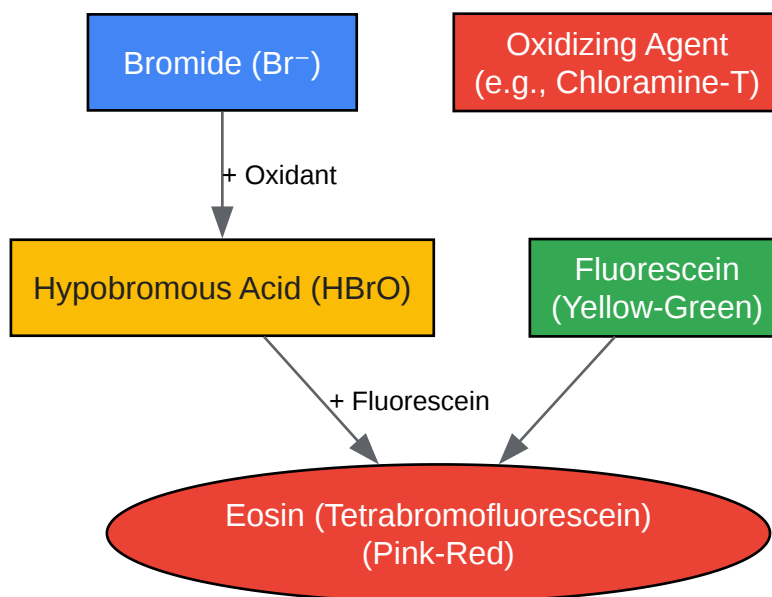 Bromide (Br⁻)
Oxidizing Agent
(e.g., Chloramine-T)
+ Oxidant
Hypobromous Acid (HBrO)
Fluorescein
(Yellow-Green)
+ Fluorescein
Eosin (Tetrabromofluorescein)
(Pink-Red)